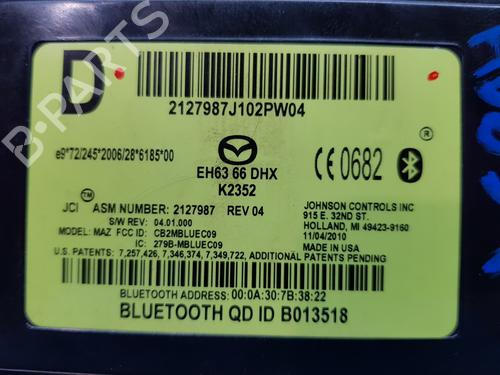 D
2127987J102PW04
e9*72/245*2006/28*6185*00
EH63 66 DHX
K2352
CE 0682
®
JCI™ ASM NUMBER: 2127987 REV 04
S/W REV: 04.01.000
MODEL: MAZ FCC ID: CB2MBLUEC09
IC: 279B-MBLUEC09
JOHNSON CONTROLS INC
915 E. 32ND ST.
HOLLAND, MI 49423-9160
11/04/2010
MADE IN USA
U.S. PATENTS: 7,257,426, 7,346,374, 7,349,722, ADDITIONAL PATENTS PENDING
BLUETOOTH ADDRESS: 00:0A:30:7B:38:22
BLUETOOTH QD ID B013518
B-PARTS